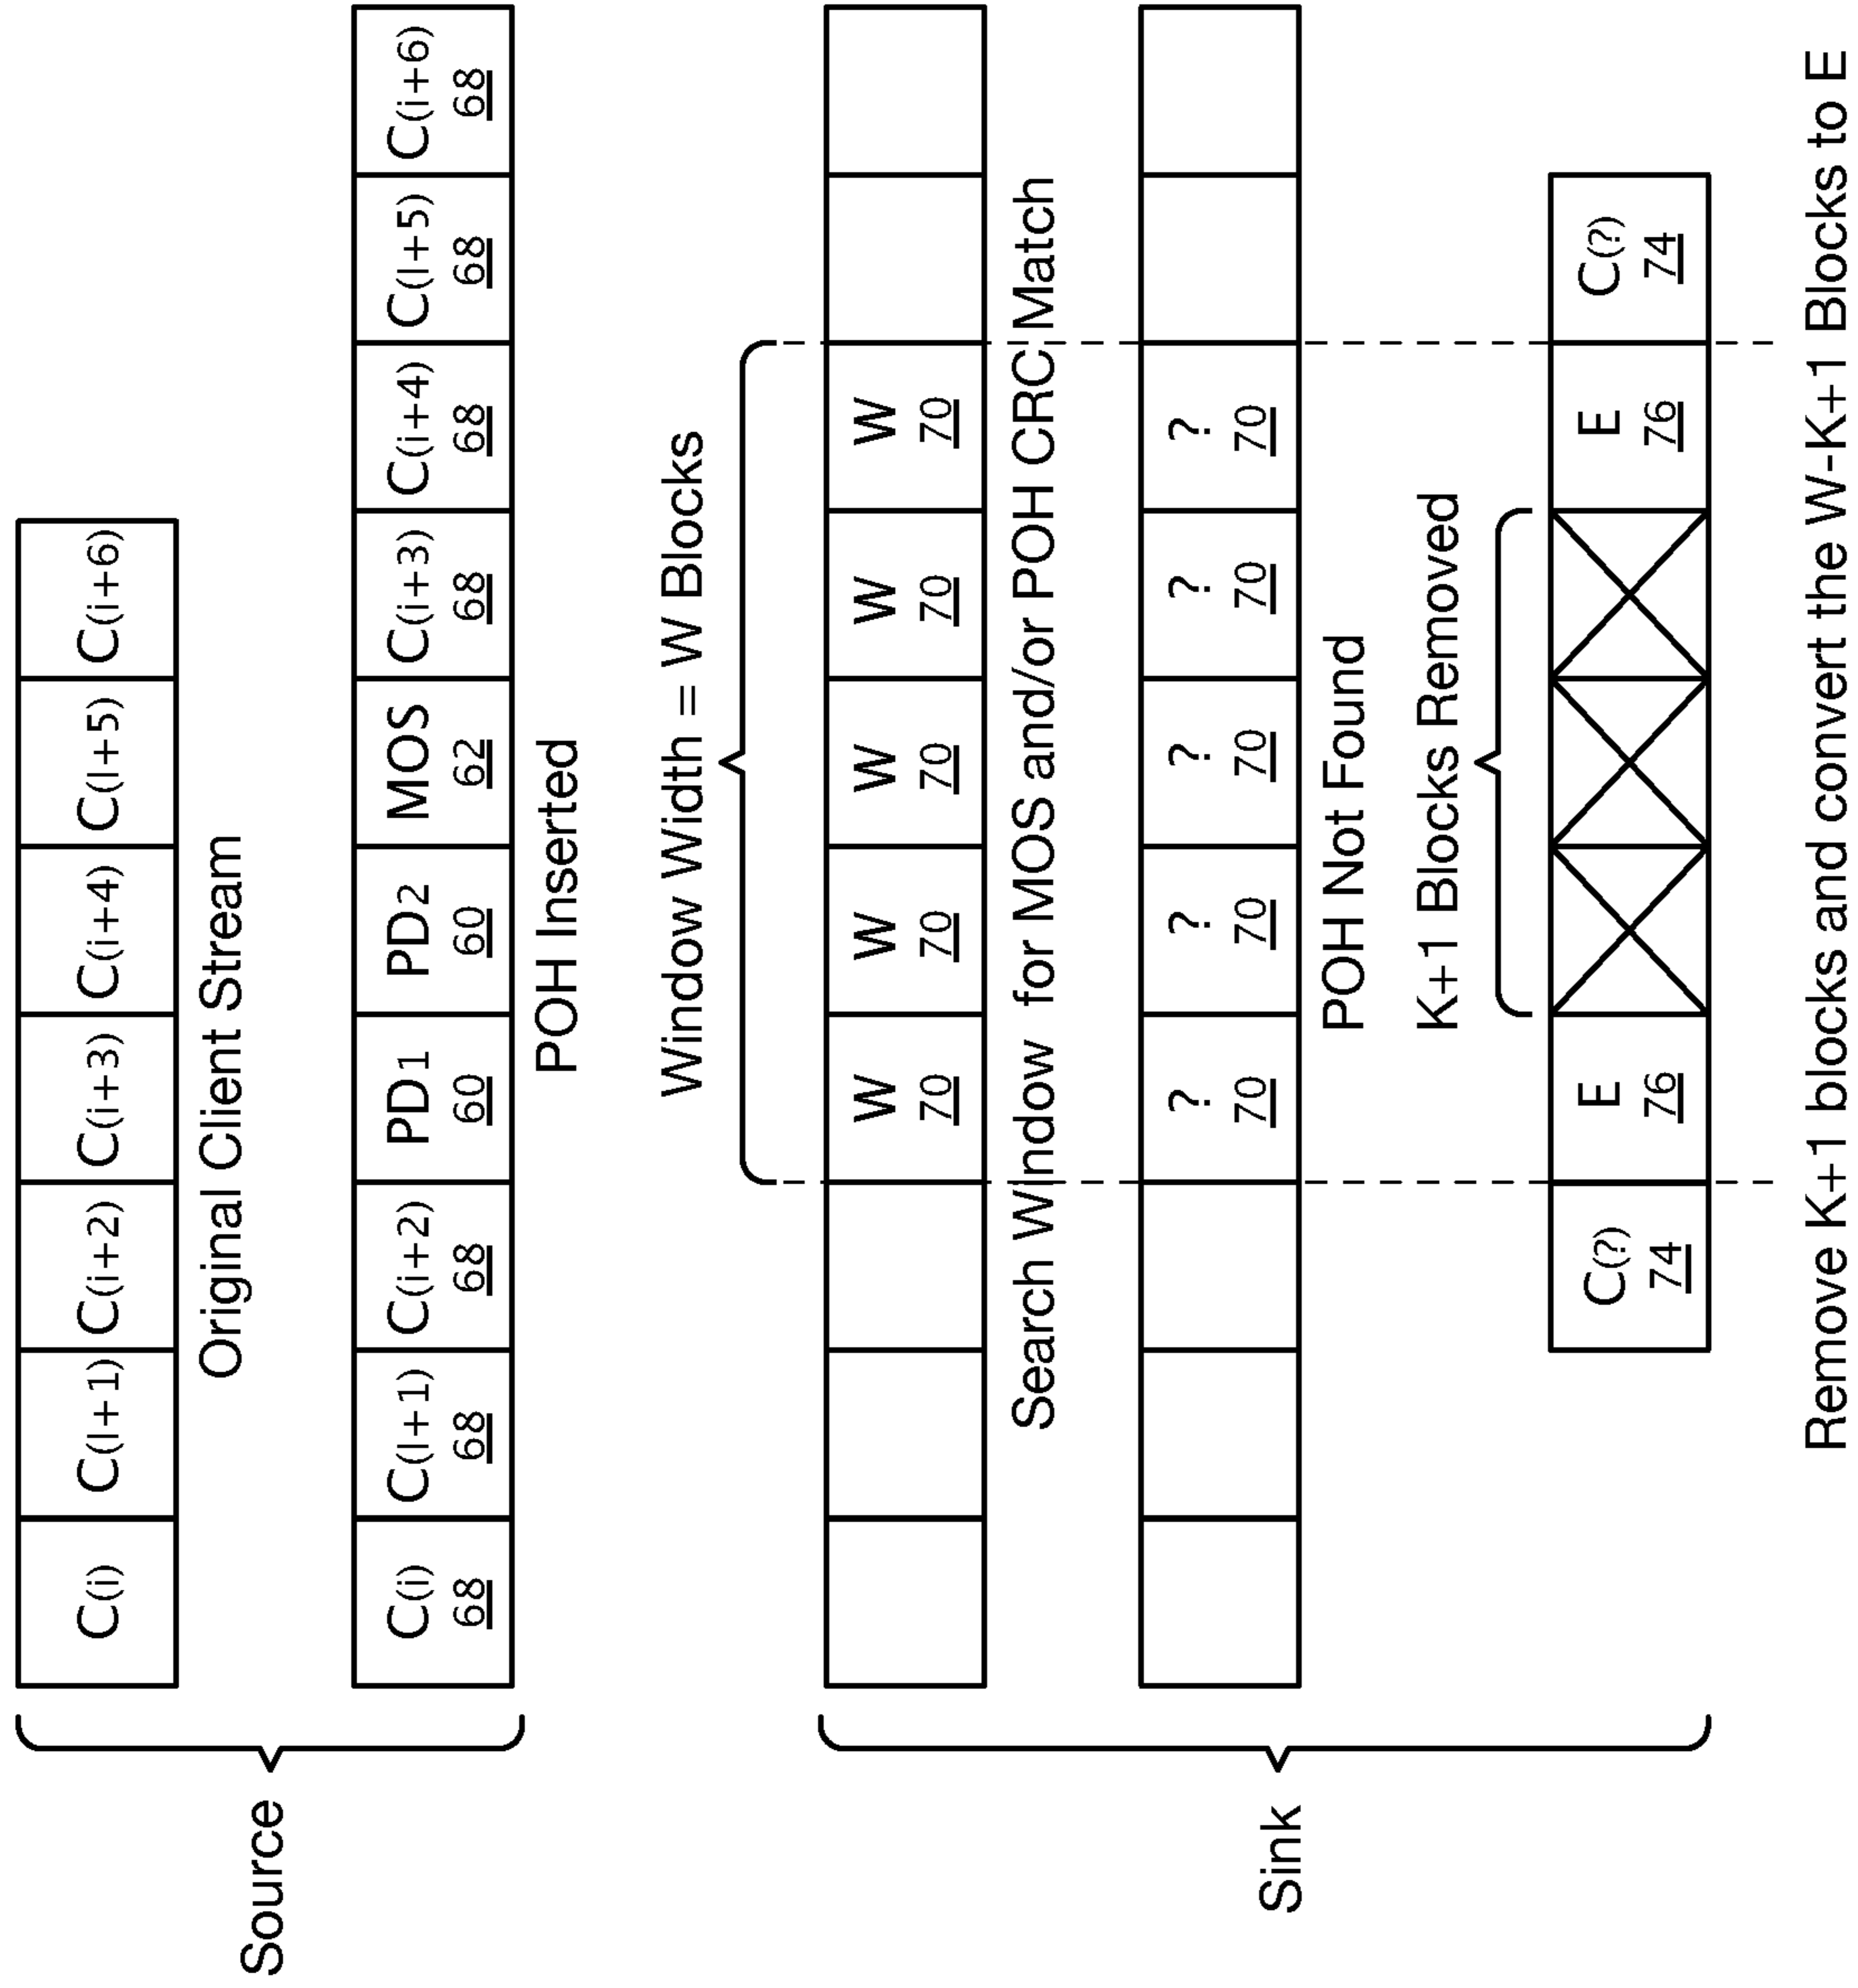 Source
C(i) C(I+1) C(i+2) C(i+3) C(i+4) C(I+5) C(i+6)
Original Client Stream
C(i) C(I+1) C(i+2) PD1 PD2 MOS C(i+3) C(i+4) C(I+5) C(i+6)
68 68 68 60 60 62 68 68 68 68
POH Inserted
Sink
Window Width = W Blocks
W W W W W
70 70 70 70 70
Search Window for MOS and/or POH CRC Match
? ? ? ? ?
70 70 70 70 70
POH Not Found
K+1 Blocks Removed
C(?) E E C(?)
74 76 76 74
Remove K+1 blocks and convert the W-K+1 Blocks to E